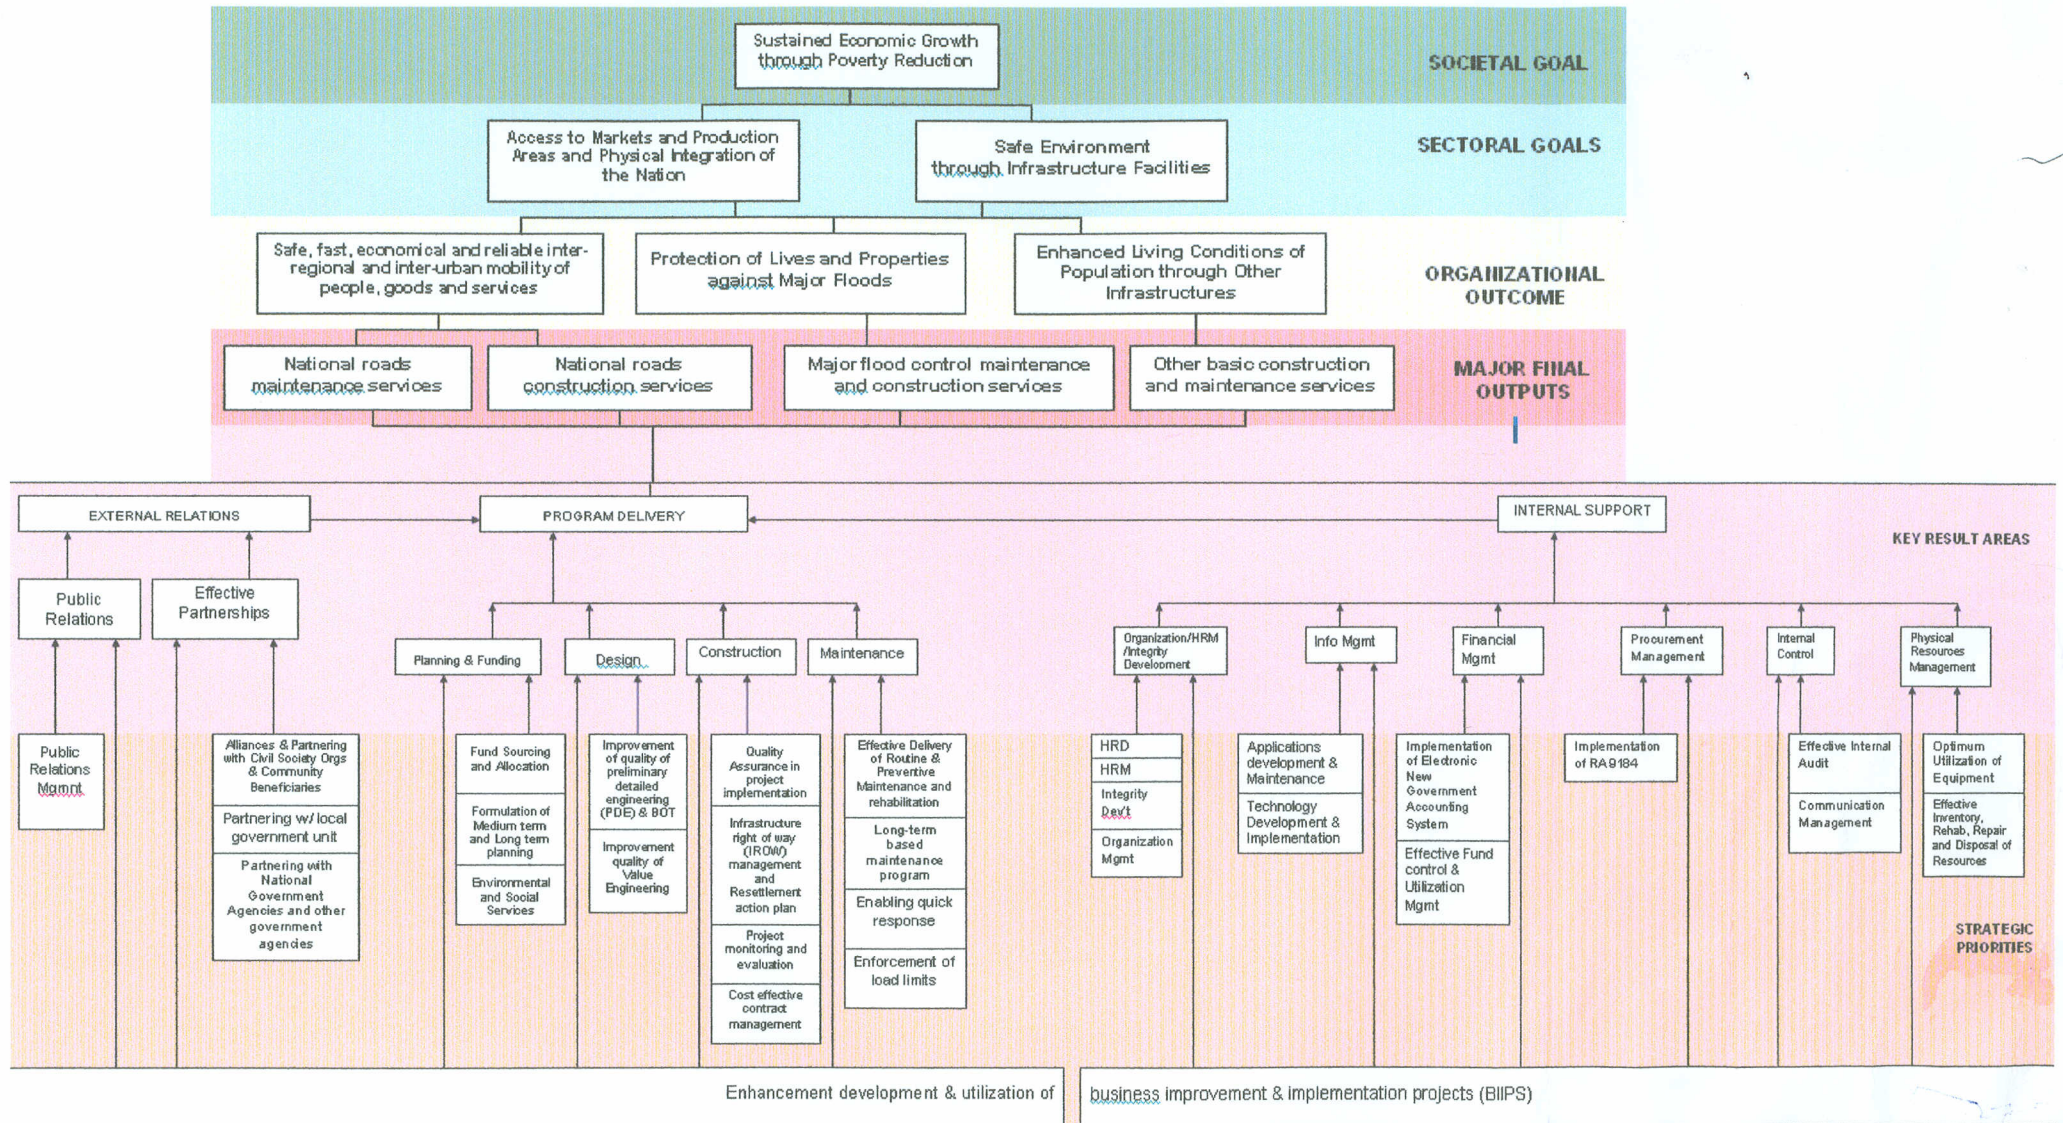 Sustained Economic Growth
through Poverty Reduction
SOCIETAL GOAL
Access to Markets and Production
Areas and Physical Integration of
the Nation
Safe Environment
through Infrastructure Facilities
SECTORAL GOALS
Safe, fast, economical and reliable inter-
regional and inter-urban mobility of
people, goods and services
Protection of Lives and Properties
against Major Floods
Enhanced Living Conditions of
Population through Other
Infrastructures
ORGANIZATIONAL
OUTCOME
National roads
maintenance services
National roads
construction services
Major flood control maintenance
and construction services
Other basic construction
and maintenance services
MAJOR FINAL
OUTPUTS
EXTERNAL RELATIONS
PROGRAM DELIVERY
INTERNAL SUPPORT
KEY RESULT AREAS
Public
Relations
Effective
Partnerships
Planning & Funding
Design
Construction
Maintenance
Organization/HRM
/Integrity
Development
Info Mgmt
Financial
Mgmt
Procurement
Management
Internal
Control
Physical
Resources
Management
Public
Relations
Mgmnt
Alliances & Partnering
with Civil Society Orgs
& Community
Beneficiaries
Partnering w/ local
government unit
Partnering with
National
Government
Agencies and other
government
agencies
Fund Sourcing
and Allocation
Formulation of
Medium term
and Long term
planning
Environmental
and Social
Services
Improvement
of quality of
preliminary
detailed
engineering
(PDE) & BOT
Improvement
quality of
Value
Engineering
Quality
Assurance in
project
implementation
Infrastructure
right of way
(IROW)
management
and
Resettlement
action plan
Project
monitoring and
evaluation
Cost effective
contract
management
Effective Delivery
of Routine &
Preventive
Maintenance and
rehabilitation
Long-term
based
maintenance
program
Enabling quick
response
Enforcement of
load limits
HRD
HRM
Integrity
Dev't
Organization
Mgmt
Applications
development &
Maintenance
Technology
Development &
Implementation
Implementation
of Electronic
New
Government
Accounting
System
Effective Fund
control &
Utilization
Mgmt
Implementation
of RA9184
Effective Internal
Audit
Communication
Management
Optimum
Utilization of
Equipment
Effective
Inventory,
Rehab, Repair
and Disposal of
Resources
STRATEGIC
PRIORITIES
Enhancement development & utilization of
business improvement & implementation projects (BIIPS)